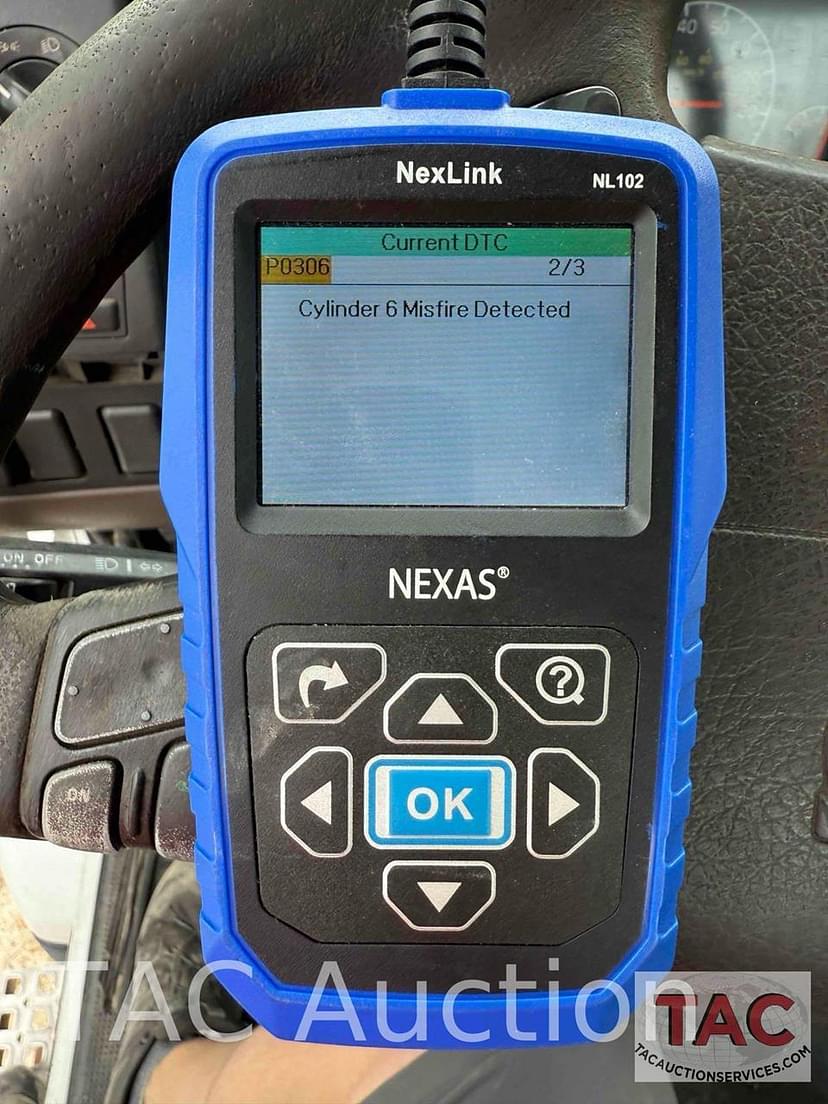 40
NexLink
NL102
Current DTC
P0306 2/3
Cylinder 6 Misfire Detected
ON OFF
NEXAS®
?
OK
ON
TAC Auction
TAC
TACAUCTIONSERVICES.COM